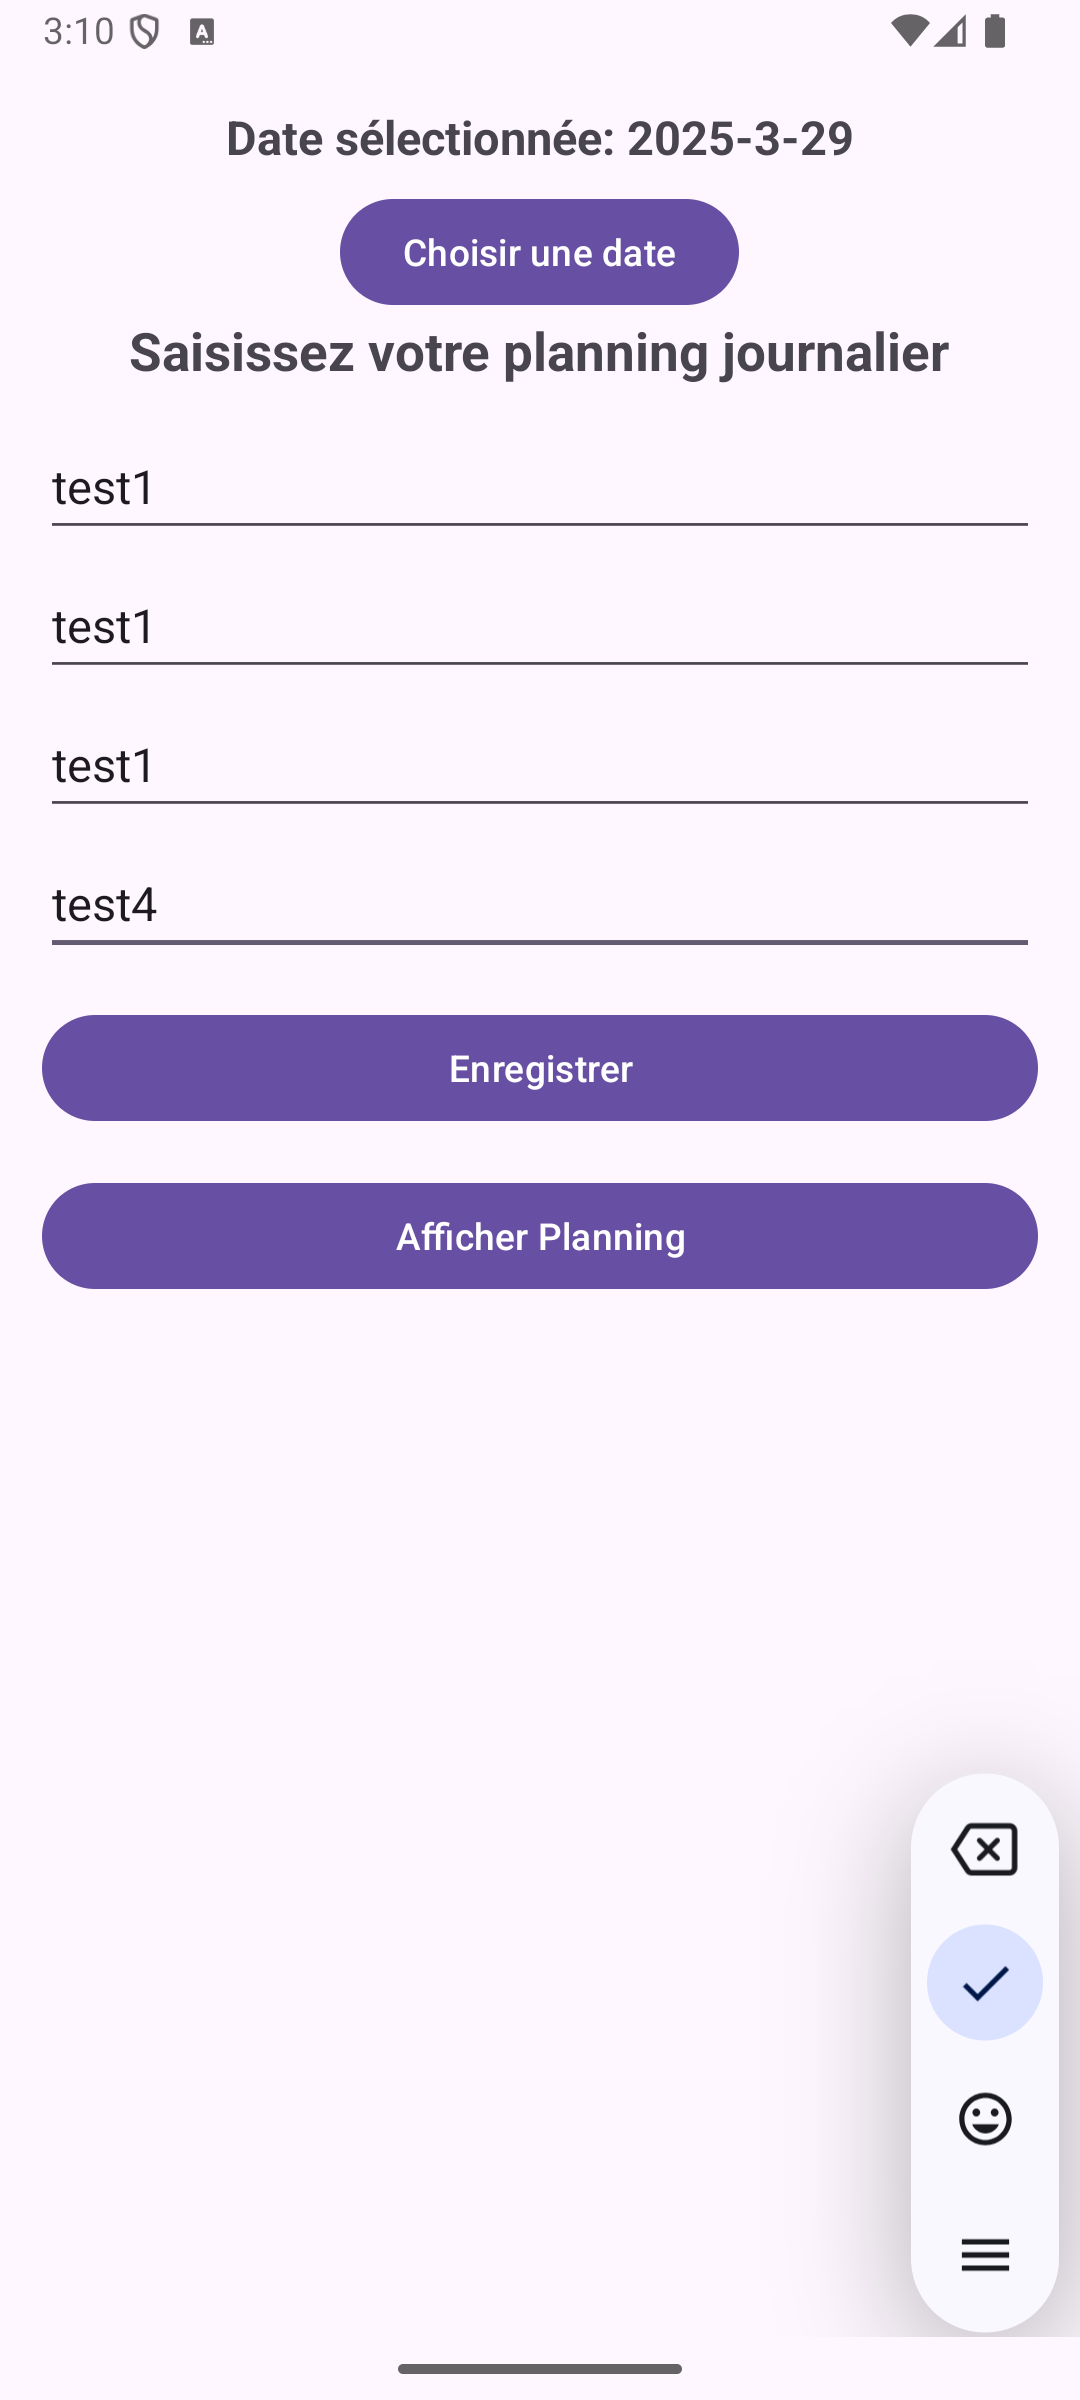 3:10
Date sélectionnée: 2025-3-29
Choisir une date
Saisissez votre planning journalier
test1
test1
test1
test4
Enregistrer
Afficher Planning